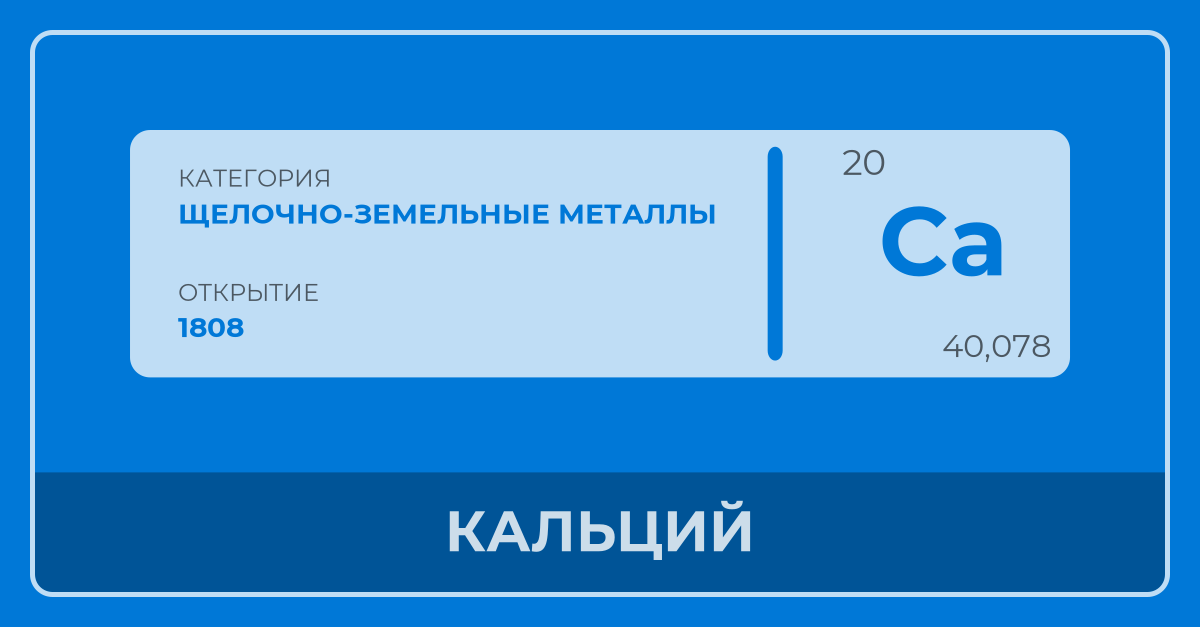 КАТЕГОРИЯ
ЩЕЛОЧНО-ЗЕМЕЛЬНЫЕ МЕТАЛЛЫ
ОТКРЫТИЕ
1808
20
Ca
40,078
КАЛЬЦИЙ